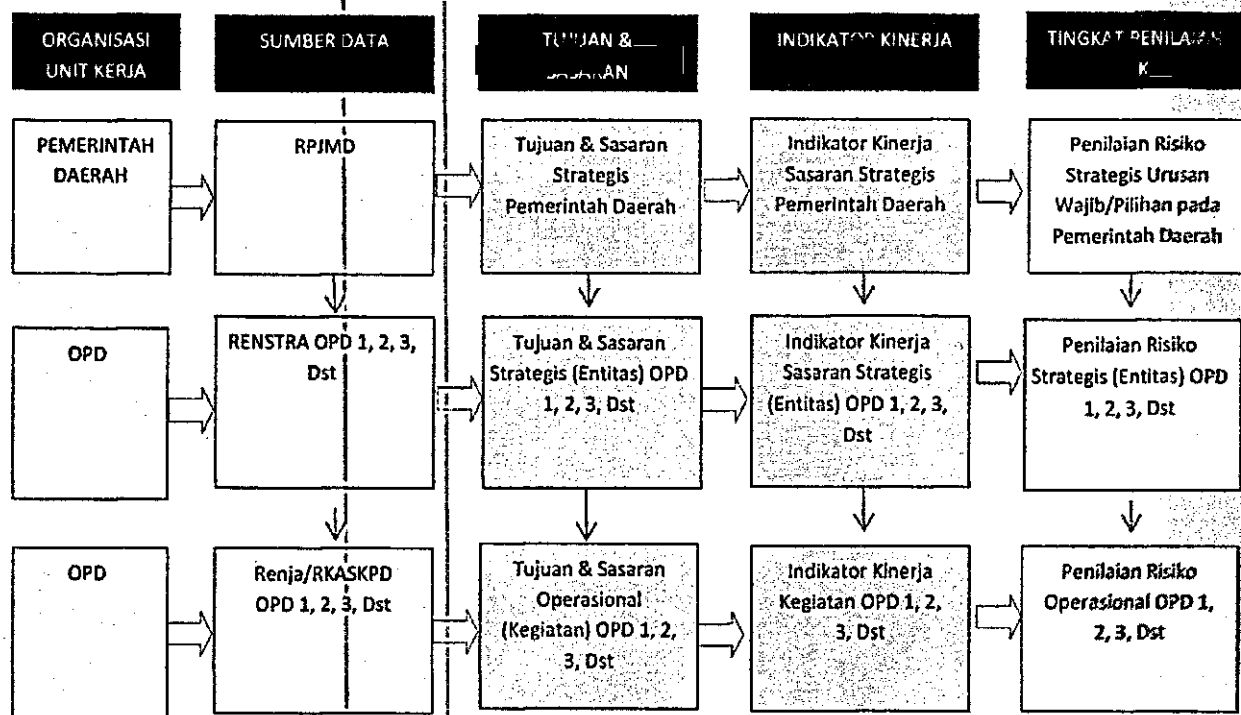 ORGANISASI
UNIT KERJA
SUMBER DATA
TUJUAN &
INDIKATOR KINERJA
TINGKAT PENILAIAN
PEMERINTAH
DAERAH
RPJMD
Tujuan & Sasaran
Strategis
Pemerintah Daerah
Indikator Kinerja
Sasaran Strategis
Pemerintah Daerah
Penilaian Risiko
Strategis Urusan
Wajib/Pilihan pada
Pemerintah Daerah
OPD
RENSTRA OPD 1, 2, 3,
Dst
Tujuan & Sasaran
Strategis (Entitas) OPD
1, 2, 3, Dst
Indikator Kinerja
Sasaran Strategis
(Entitas) OPD 1, 2, 3,
Dst
Penilaian Risiko
Strategis (Entitas) OPD
1, 2, 3, Dst
OPD
Renja/RKASKPD
OPD 1, 2, 3, Dst
Tujuan & Sasaran
Operasional
(Kegiatan) OPD 1, 2,
3, Dst
Indikator Kinerja
Kegiatan OPD 1, 2,
3, Dst
Penilaian Risiko
Operasional OPD 1,
2, 3, Dst